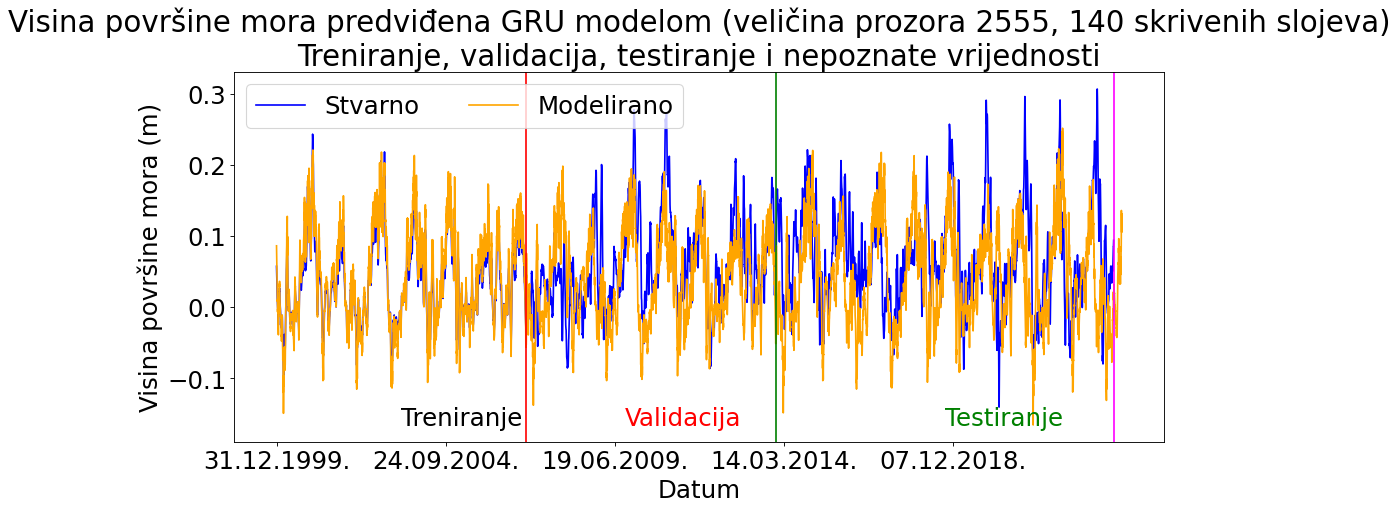 Visina površine mora predviđena GRU modelom (veličina prozora 2555, 140 skrivenih slojeva)
Treniranje, validacija, testiranje i nepoznate vrijednosti
Stvarno Modelirano
Visina površine mora (m)
0.3
0.2
0.1
0.0
−0.1
Treniranje Validacija Testiranje
31.12.1999. 24.09.2004. 19.06.2009. 14.03.2014. 07.12.2018.
Datum